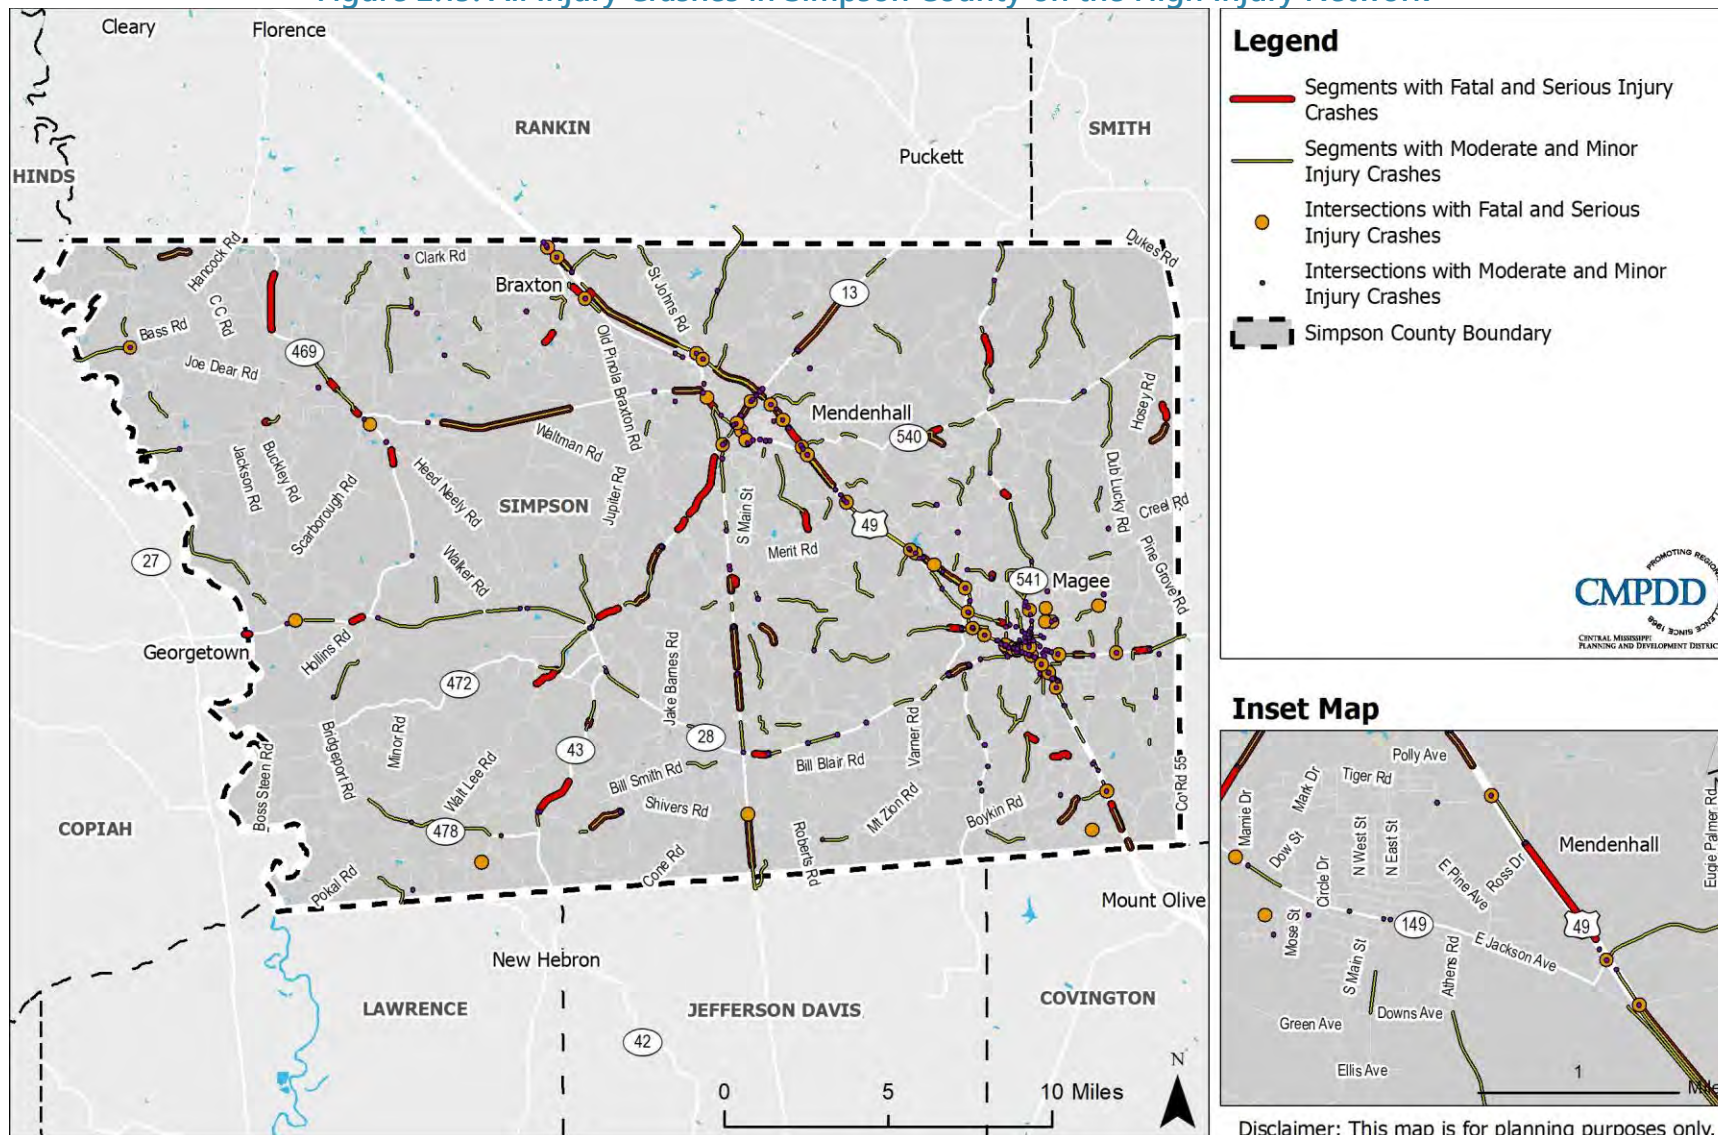 Figure 2.13: All Injury Crashes in Simpson County on the High Injury Network
Cleary
Florence
RANKIN
SMITH
Puckett
HINDS
Dukes Rd
Hancock Rd
Clark Rd
St Johns Rd
Braxton
13
C C Rd
Bass Rd
Old Pinola Braxton Rd
469
Joe Dear Rd
Hosey Rd
Mendenhall
540
Waltman Rd
Jackson Rd
Buckley Rd
Scarborough Rd
Heed Neely Rd
Jupiter Rd
SIMPSON
S Main St
Dub Lucky Rd
Creel Rd
49
Merit Rd
27
Walker Rd
Pine Grove Rd
541
Magee
Georgetown
Hollins Rd
472
Jake Barnes Rd
Minor Rd
Bridgeport Rd
43
28
Varner Rd
Bill Blair Rd
Boss Steen Rd
Walt Lee Rd
Bill Smith Rd
Shivers Rd
Co Rd 55
COPIAH
478
Mt Zion Rd
Boykin Rd
Roberts Rd
Cone Rd
Pokal Rd
Mount Olive
New Hebron
LAWRENCE
JEFFERSON DAVIS
COVINGTON
42
N
0 5 10 Miles
Legend
Segments with Fatal and Serious Injury
Crashes
Segments with Moderate and Minor
Injury Crashes
Intersections with Fatal and Serious
Injury Crashes
Intersections with Moderate and Minor
Injury Crashes
Simpson County Boundary
CMPDD
CENTRAL MISSISSIPPI
PLANNING AND DEVELOPMENT DISTRIC
Inset Map
Polly Ave
Tiger Rd
Mark Dr
Mamie Dr
Dow St
Circle Dr
N West St
N East St
E Pine Ave
Ross Dr
Mendenhall
Eugie Palmer Rd
Mose St
149
49
E Jackson Ave
S Main St
Athens Rd
Green Ave
Downs Ave
Ellis Ave
1
Mile
Disclaimer: This map is for planning purposes only.